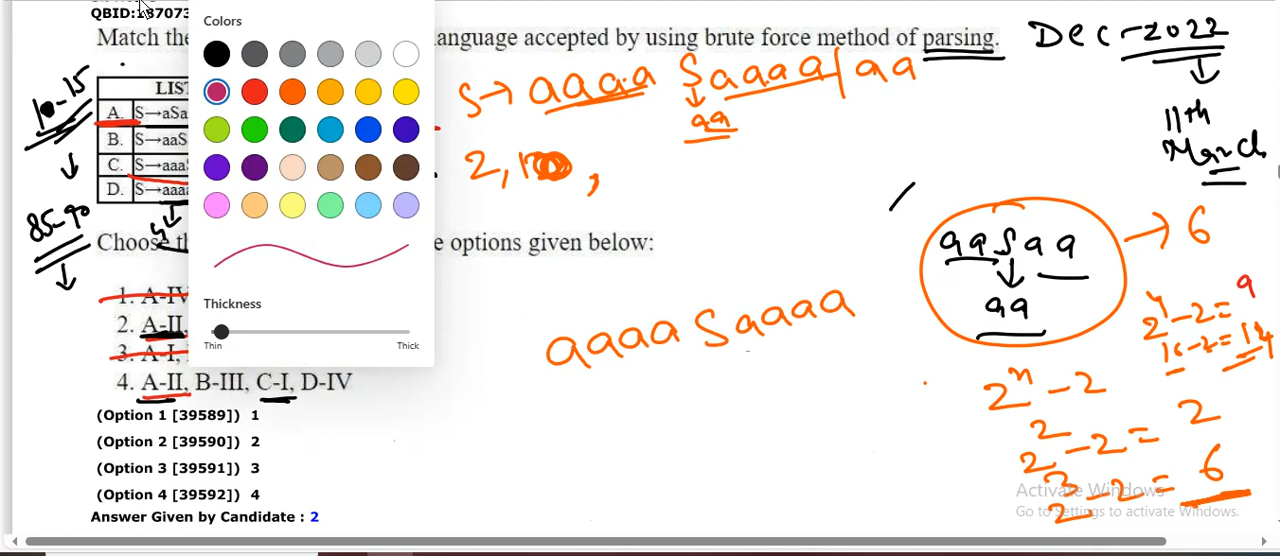 QBID:187073
Match the
anguage accepted by using brute force method of parsing.
Dec-2022
11th
March
10-15
85-90
LIST
A. S→aSa
B. S→aaS
C. S→aaa
D. S→aaa
Colors
Thickness
Thin Thick
S→ aaaa S aaaa | aa
aa
2,
aa S aa
aa
→ 6
aaaa S aaaa
2^4-2=
16-2=14
2^n-2
2^2-2= 2
2^3-2= 6
Choose th
e options given below:
1. A-IV
2. A-II
3. A-I,
4. A-II, B-III, C-I, D-IV
(Option 1 [39589]) 1
(Option 2 [39590]) 2
(Option 3 [39591]) 3
(Option 4 [39592]) 4
Answer Given by Candidate : 2
Activate Windows
Go to Settings to activate Windows.